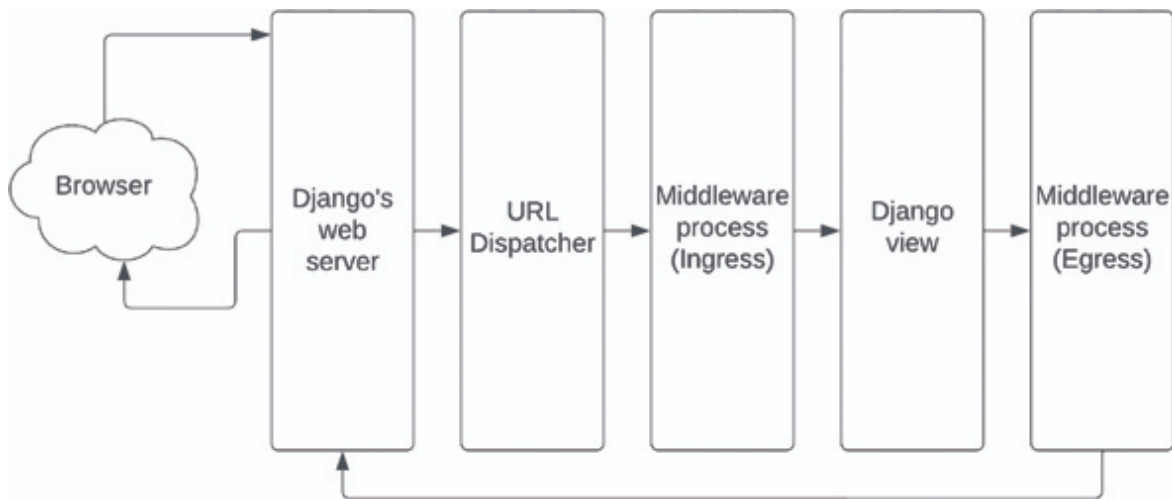 Browser
Django's
web
server
URL
Dispatcher
Middleware
process
(Ingress)
Django
view
Middleware
process
(Egress)